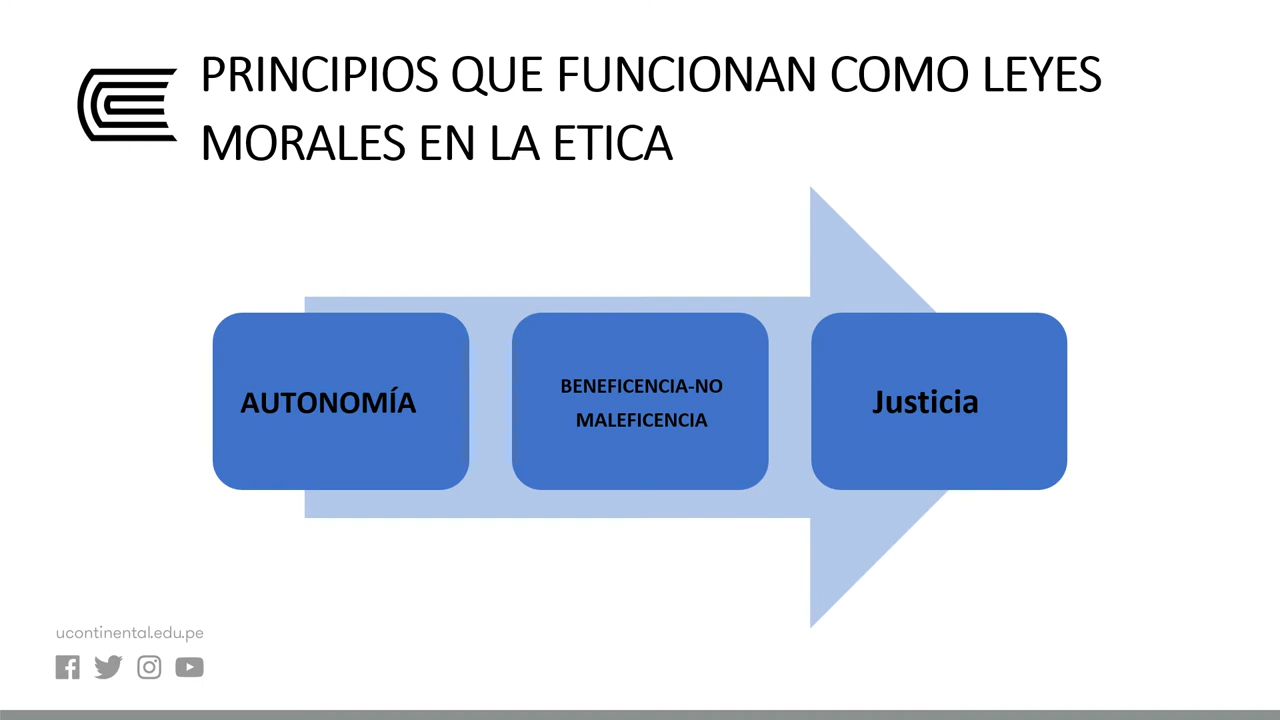 PRINCIPIOS QUE FUNCIONAN COMO LEYES
MORALES EN LA ETICA
AUTONOMÍA
BENEFICENCIA-NO
MALEFICENCIA
Justicia
ucontinental.edu.pe